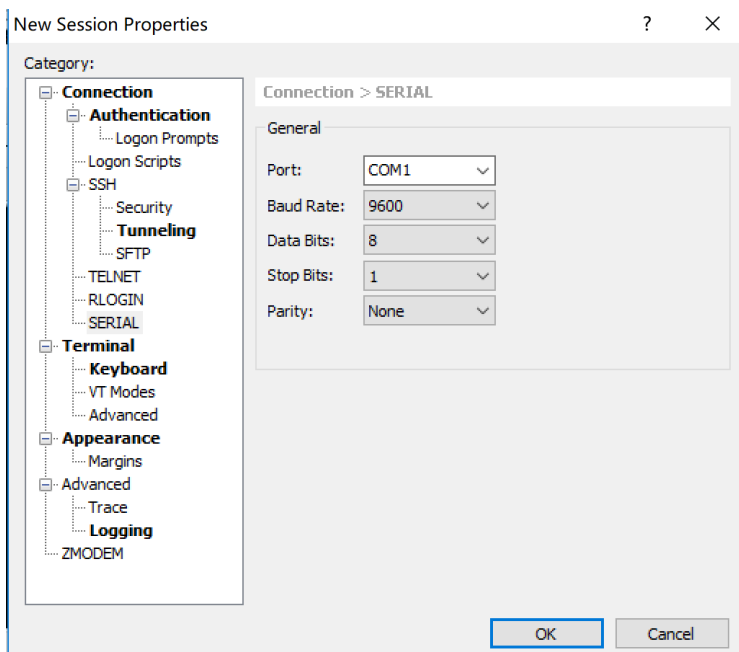 New Session Properties
?
Category:
Connection
Authentication
Logon Prompts
Logon Scripts
SSH
Security
Tunneling
SFTP
TELNET
RLOGIN
SERIAL
Terminal
Keyboard
VT Modes
Advanced
Appearance
Margins
Advanced
Trace
Logging
ZMODEM
Connection > SERIAL
General
Port: COM1
Baud Rate: 9600
Data Bits: 8
Stop Bits: 1
Parity: None
OK Cancel